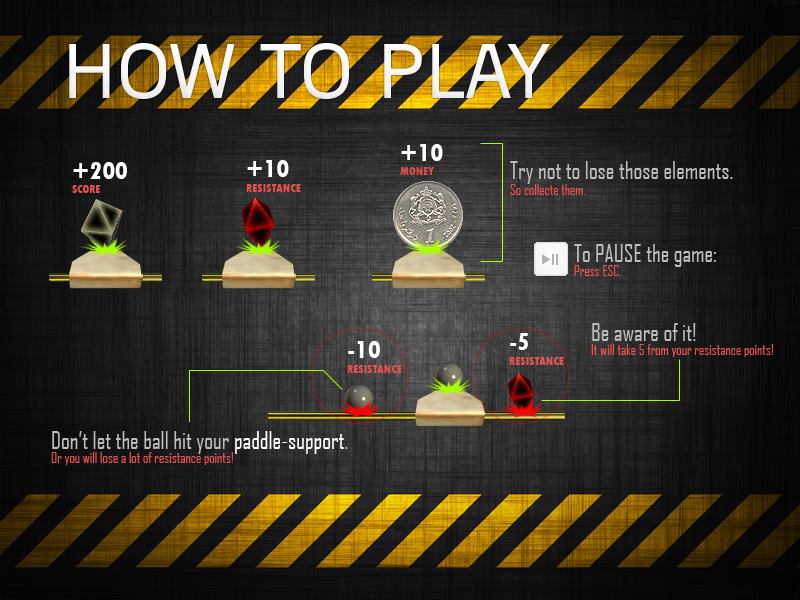 HOW TO PLAY
+200
SCORE
+10
RESISTANCE
+10
MONEY
1
Try not to lose those elements.
So collecte them.
To PAUSE the game:
Press ESC.
-10
RESISTANCE
-5
RESISTANCE
Be aware of it!
It will take 5 from your resistance points!
Don't let the ball hit your paddle-support.
Or you will lose a lot of resistance points!